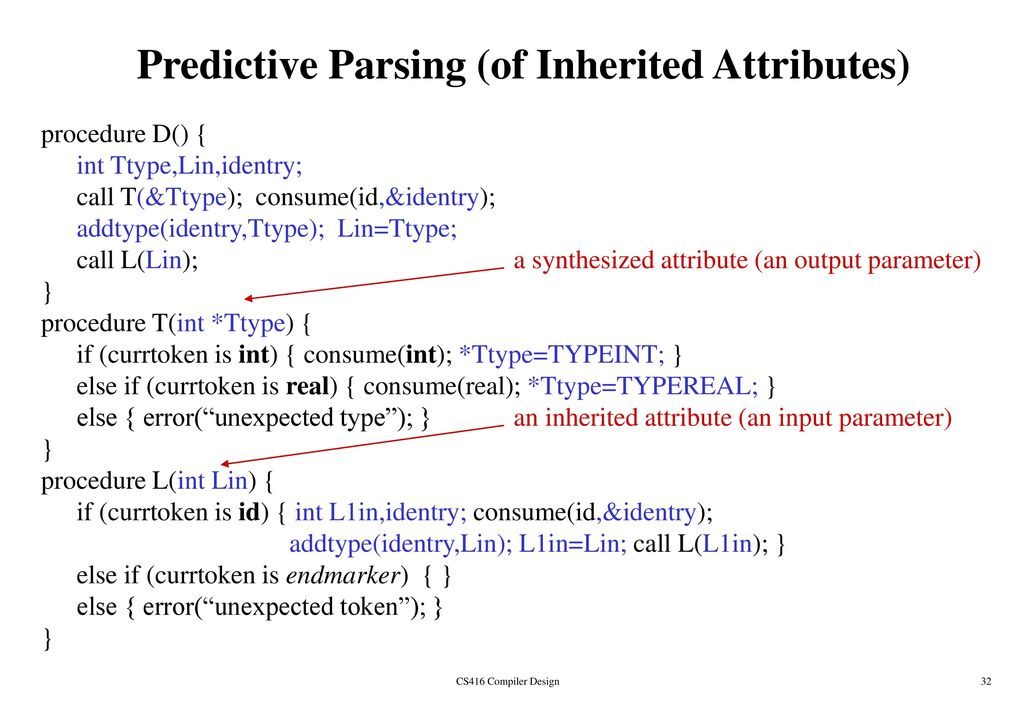 Predictive Parsing (of Inherited Attributes)
procedure D() {
int Ttype,Lin,identry;
call T(&Ttype);  consume(id,&identry);
addtype(identry,Ttype);  Lin=Ttype;
call L(Lin);
a synthesized attribute (an output parameter)
}
procedure T(int *Ttype) {
if (currtoken is int) { consume(int); *Ttype=TYPEINT; }
else if (currtoken is real) { consume(real); *Ttype=TYPEREAL; }
else { error(“unexpected type”); }
an inherited attribute (an input parameter)
}
procedure L(int Lin) {
if (currtoken is id) { int L1in,identry; consume(id,&identry);
addtype(identry,Lin); L1in=Lin; call L(L1in); }
else if (currtoken is endmarker)  { }
else { error(“unexpected token”); }
}
CS416 Compiler Design
32